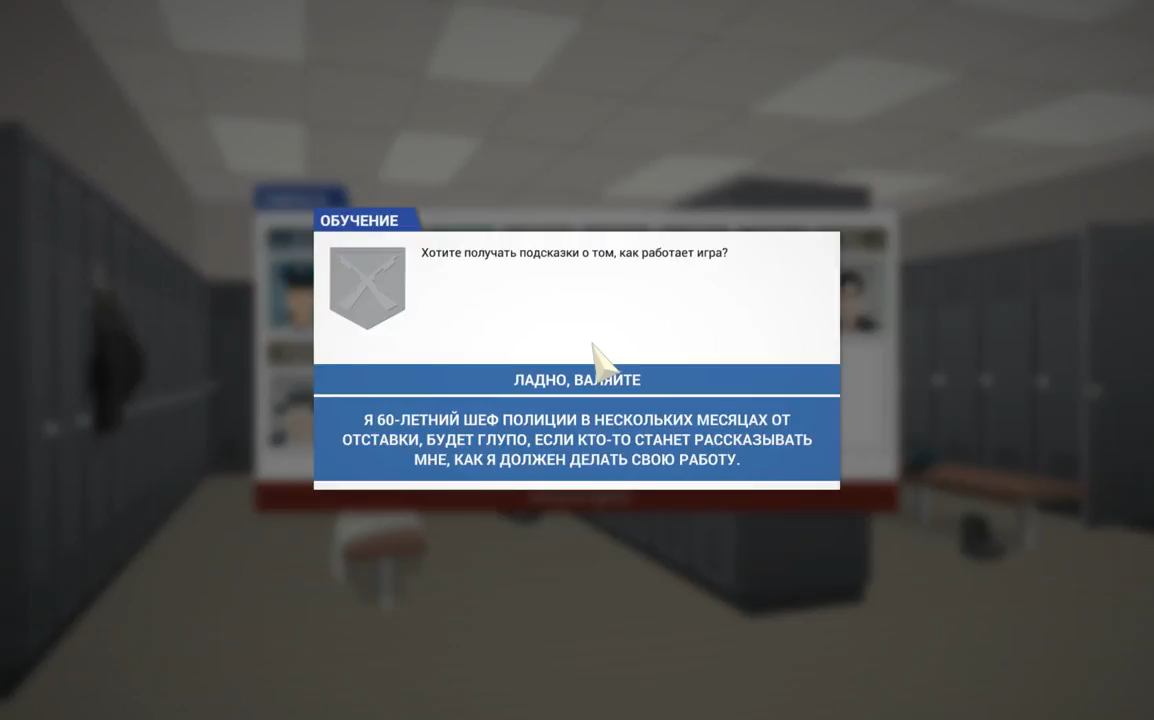 ОБУЧЕНИЕ
Хотите получать подсказки о том, как работает игра?
ЛАДНО, ВАЛЯЙТЕ
Я 60-ЛЕТНИЙ ШЕФ ПОЛИЦИИ В НЕСКОЛЬКИХ МЕСЯЦАХ ОТ
ОТСТАВКИ, БУДЕТ ГЛУПО, ЕСЛИ КТО-ТО СТАНЕТ РАССКАЗЫВАТЬ
МНЕ, КАК Я ДОЛЖЕН ДЕЛАТЬ СВОЮ РАБОТУ.